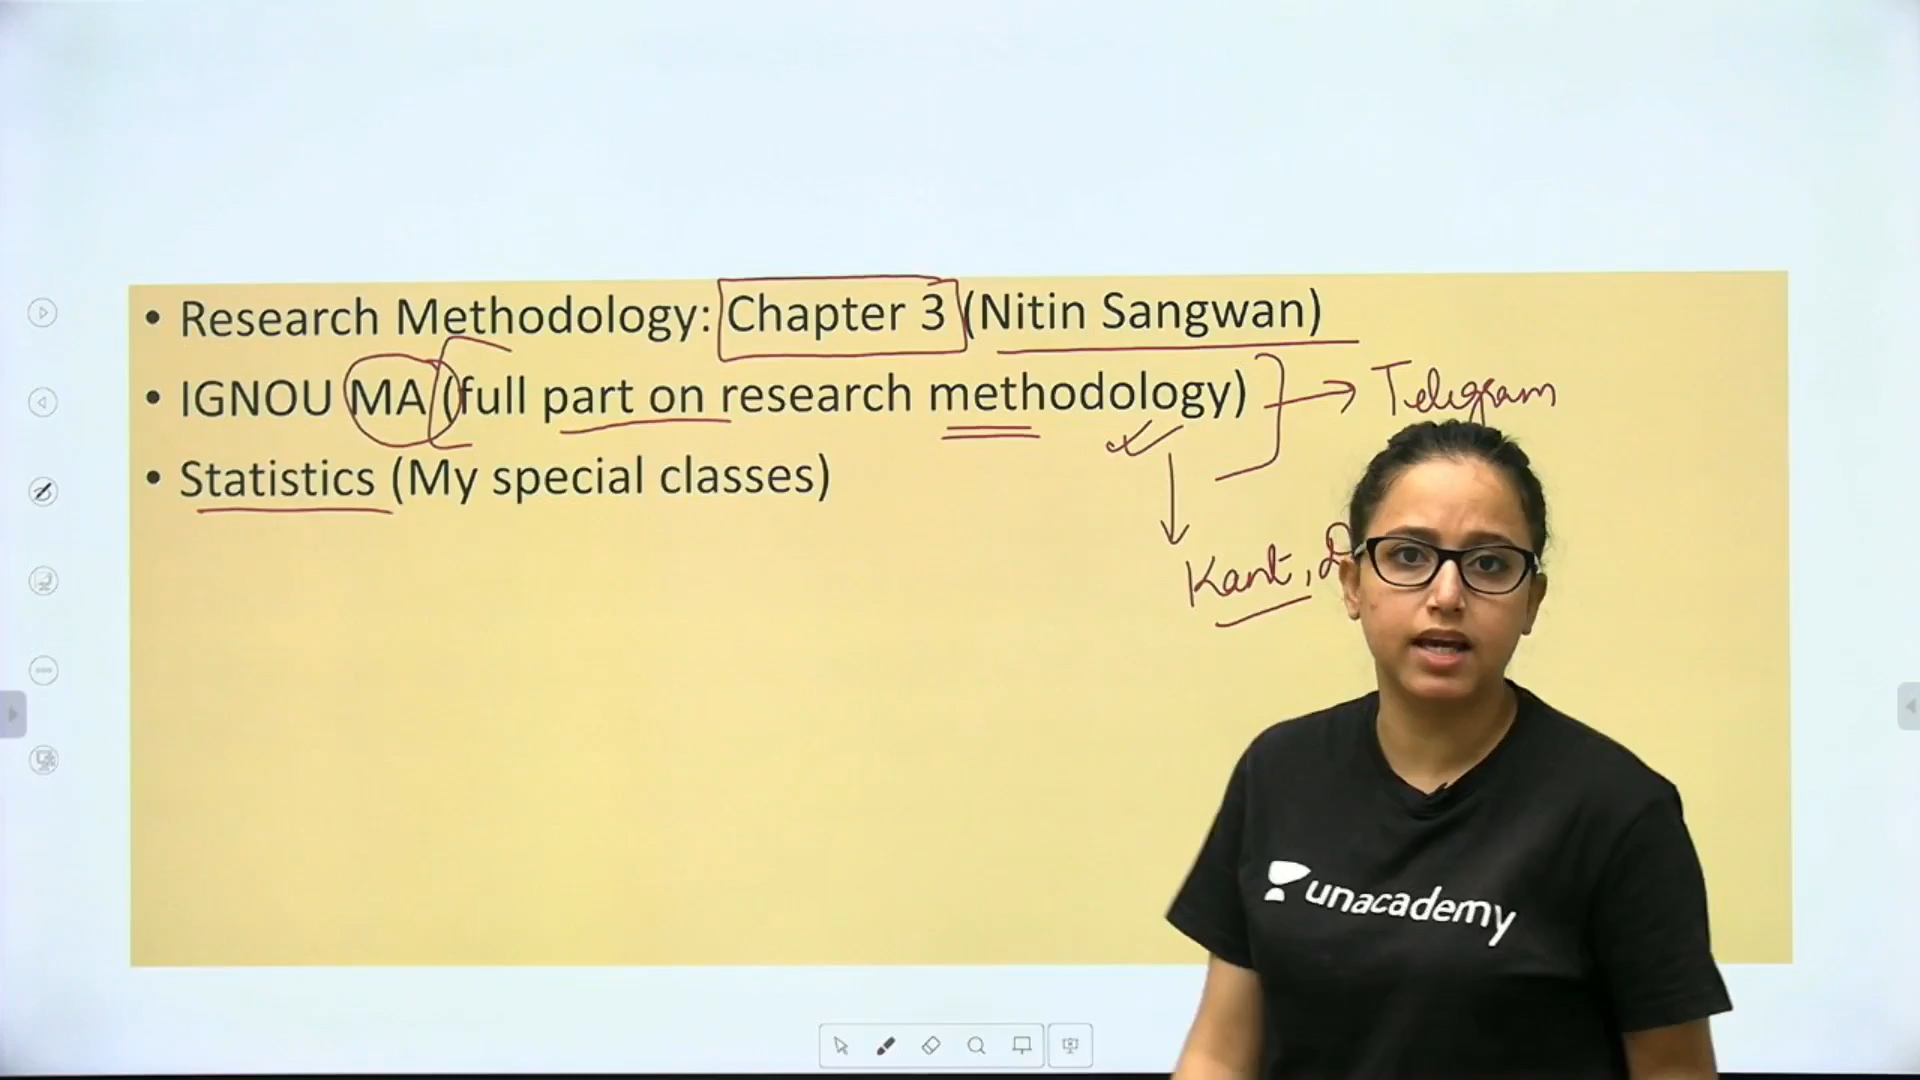 • Research Methodology: Chapter 3 (Nitin Sangwan)
• IGNOU MA (full part on research methodology)
Telegram
• Statistics (My special classes)
Kant,
unacademy